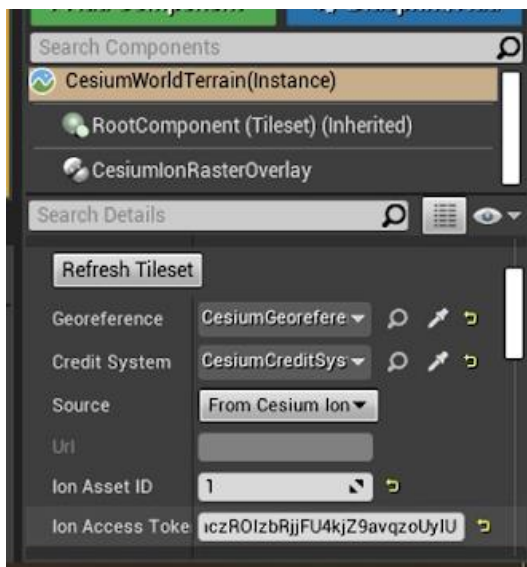 Search Components
CesiumWorldTerrain(Instance)
RootComponent (Tileset) (Inherited)
CesiumIonRasterOverlay
Search Details
Refresh Tileset
Georeference CesiumGeorefere
Credit System CesiumCreditSys
Source From Cesium Ion
Url
Ion Asset ID 1
Ion Access Toke